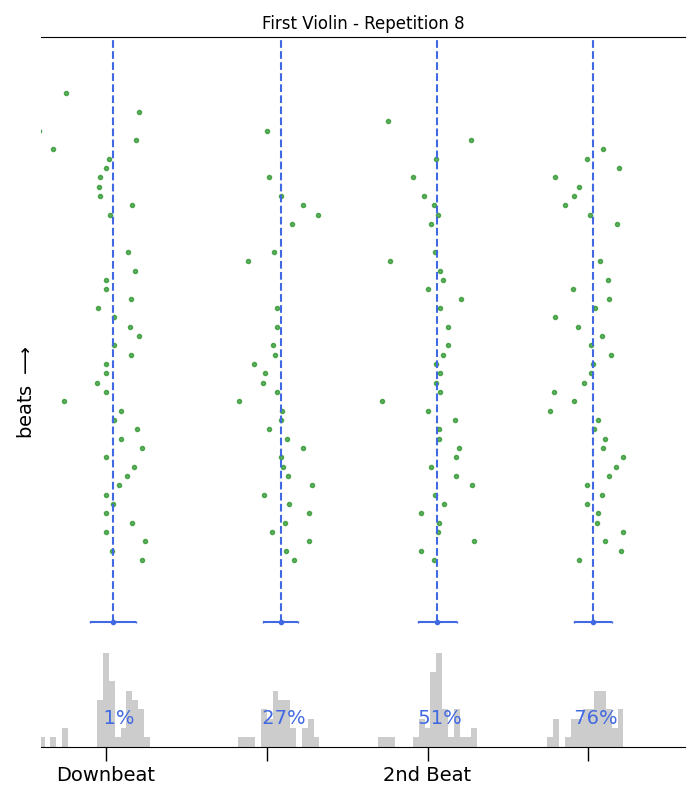 First Violin - Repetition 8
beats →
1% 27% 51% 76%
Downbeat 2nd Beat